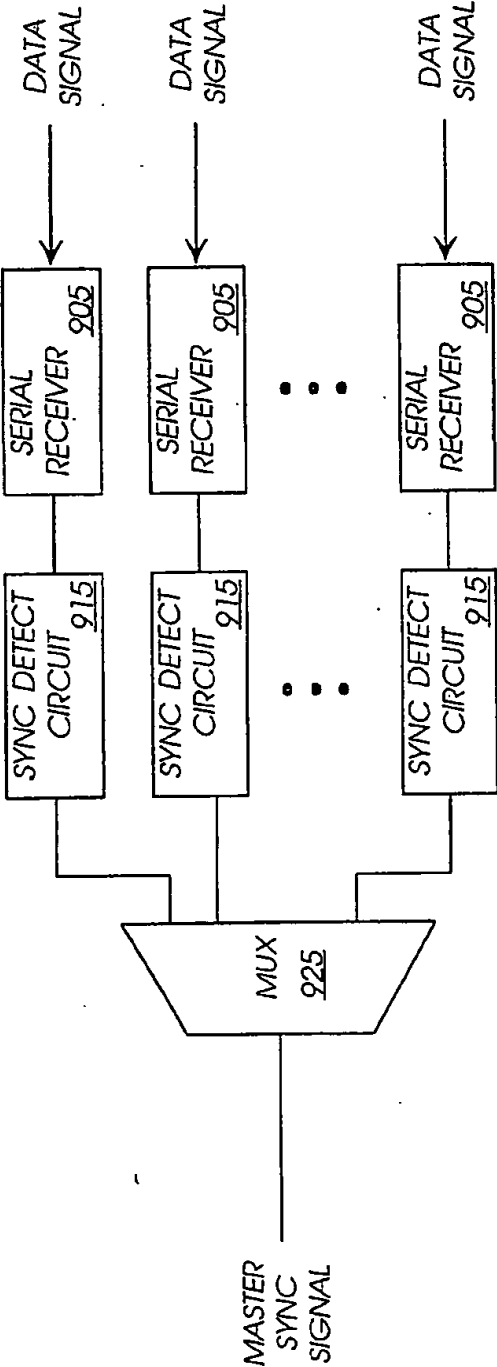 DATA
SIGNAL
DATA
SIGNAL
DATA
SIGNAL
SERIAL
RECEIVER
905
SERIAL
RECEIVER
905
SERIAL
RECEIVER
905
SYNC DETECT
CIRCUIT
915
SYNC DETECT
CIRCUIT
915
SYNC DETECT
CIRCUIT
915
MUX
925
MASTER
SYNC
SIGNAL